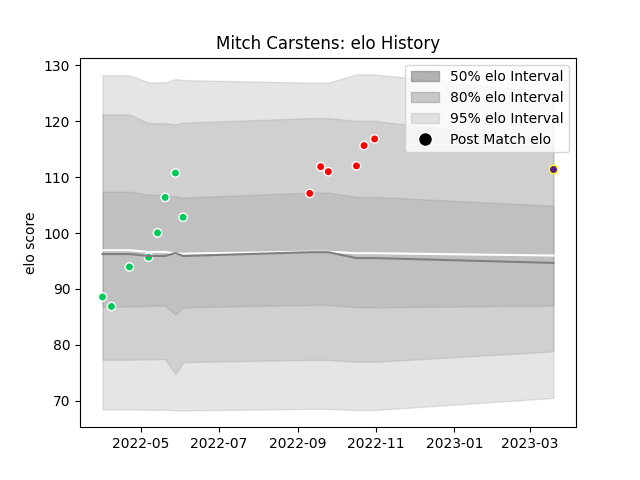 Mitch Carstens: elo History
elo score
130
120
110
100
90
80
70
50% elo Interval
80% elo Interval
95% elo Interval
Post Match elo
2022-05 2022-07 2022-09 2022-11 2023-01 2023-03